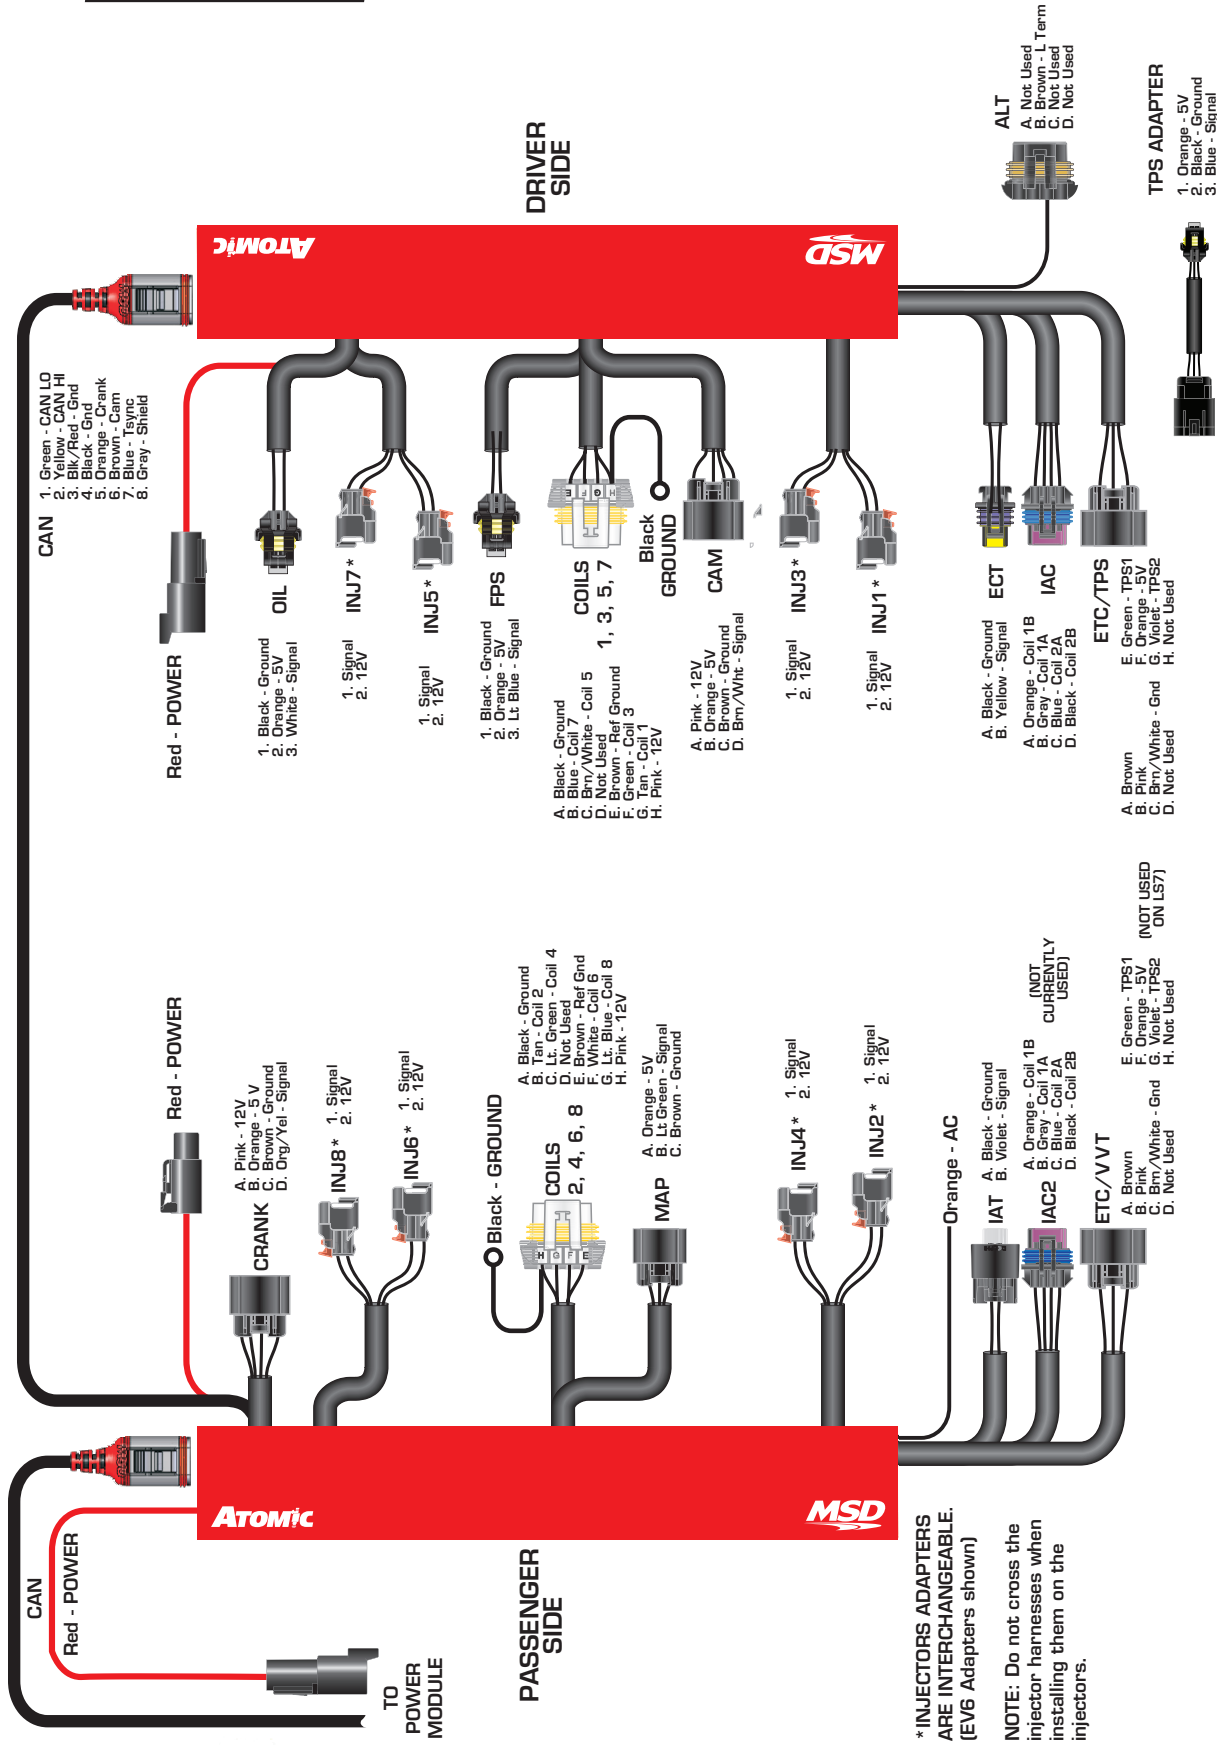 CAN
1. Green - CAN LO
2. Yellow - CAN HI
3. Blk/Red - Gnd
4. Black - Gnd
5. Orange - Crank
6. Brown - Cam
7. Blue - Tsync
8. Gray - Shield
Red - POWER
OIL
1. Black - Ground
2. Orange - 5V
3. White - Signal
INJ7*
1. Signal
2. 12V
INJ5*
1. Signal
2. 12V
FPS
1. Black - Ground
2. Orange - 5V
3. Lt Blue - Signal
COILS
1, 3, 5, 7
E
F
G
H
A. Black - Ground
B. Blue - Coil 7
C. Brn/White - Coil 5
D. Not Used
E. Brown - Ref Ground
F. Green - Coil 3
G. Tan - Coil 1
H. Pink - 12V
Black
GROUND
CAM
A. Pink - 12V
B. Orange - 5V
C. Brown - Ground
D. Brn/Wht - Signal
INJ3*
1. Signal
2. 12V
INJ1*
1. Signal
2. 12V
ECT
A. Black - Ground
B. Yellow - Signal
IAC
A. Orange - Coil 1B
B. Gray - Coil 1A
C. Blue - Coil 2A
D. Black - Coil 2B
ETC/TPS
A. Brown
B. Pink
C. Brn/White - Gnd
D. Not Used
E. Green - TPS1
F. Orange - 5V
G. Violet - TPS2
H. Not Used
DRIVER
SIDE
ATOMIC
MSD
ALT
A. Not Used
B. Brown - L Term
C. Not Used
D. Not Used
TPS ADAPTER
1. Orange - 5V
2. Black - Ground
3. Blue - Signal
CAN
Red - POWER
TO
POWER
MODULE
PASSENGER
SIDE
ATOMIC
MSD
Red - POWER
CRANK
A. Pink - 12V
B. Orange - 5 V
C. Brown - Ground
D. Org/Yel - Signal
INJ8*
1. Signal
2. 12V
INJ6*
1. Signal
2. 12V
Black - GROUND
COILS
2, 4, 6, 8
H
G
F
E
A. Black - Ground
B. Tan - Coil 2
C. Lt. Green - Coil 4
D. Not Used
E. Brown - Ref Gnd
F. White - Coil 6
G. Lt. Blue - Coil 8
H. Pink - 12V
MAP
A. Orange - 5V
B. Lt Green - Signal
C. Brown - Ground
INJ4*
1. Signal
2. 12V
INJ2*
1. Signal
2. 12V
Orange - AC
IAT
A. Black - Ground
B. Violet - Signal
IAC2
A. Orange - Coil 1B
B. Gray - Coil 1A
C. Blue - Coil 2A
D. Black - Coil 2B
(NOT
CURRENTLY
USED)
ETC/VVT
A. Brown
B. Pink
C. Brn/White - Gnd
D. Not Used
E. Green - TPS1
F. Orange - 5V
G. Violet - TPS2
H. Not Used
(NOT USED
ON LS7)
*INJECTORS ADAPTERS
ARE INTERCHANGEABLE.
(EV6 Adapters shown)
NOTE: Do not cross the
injector harnesses when
installing them on the
injectors.